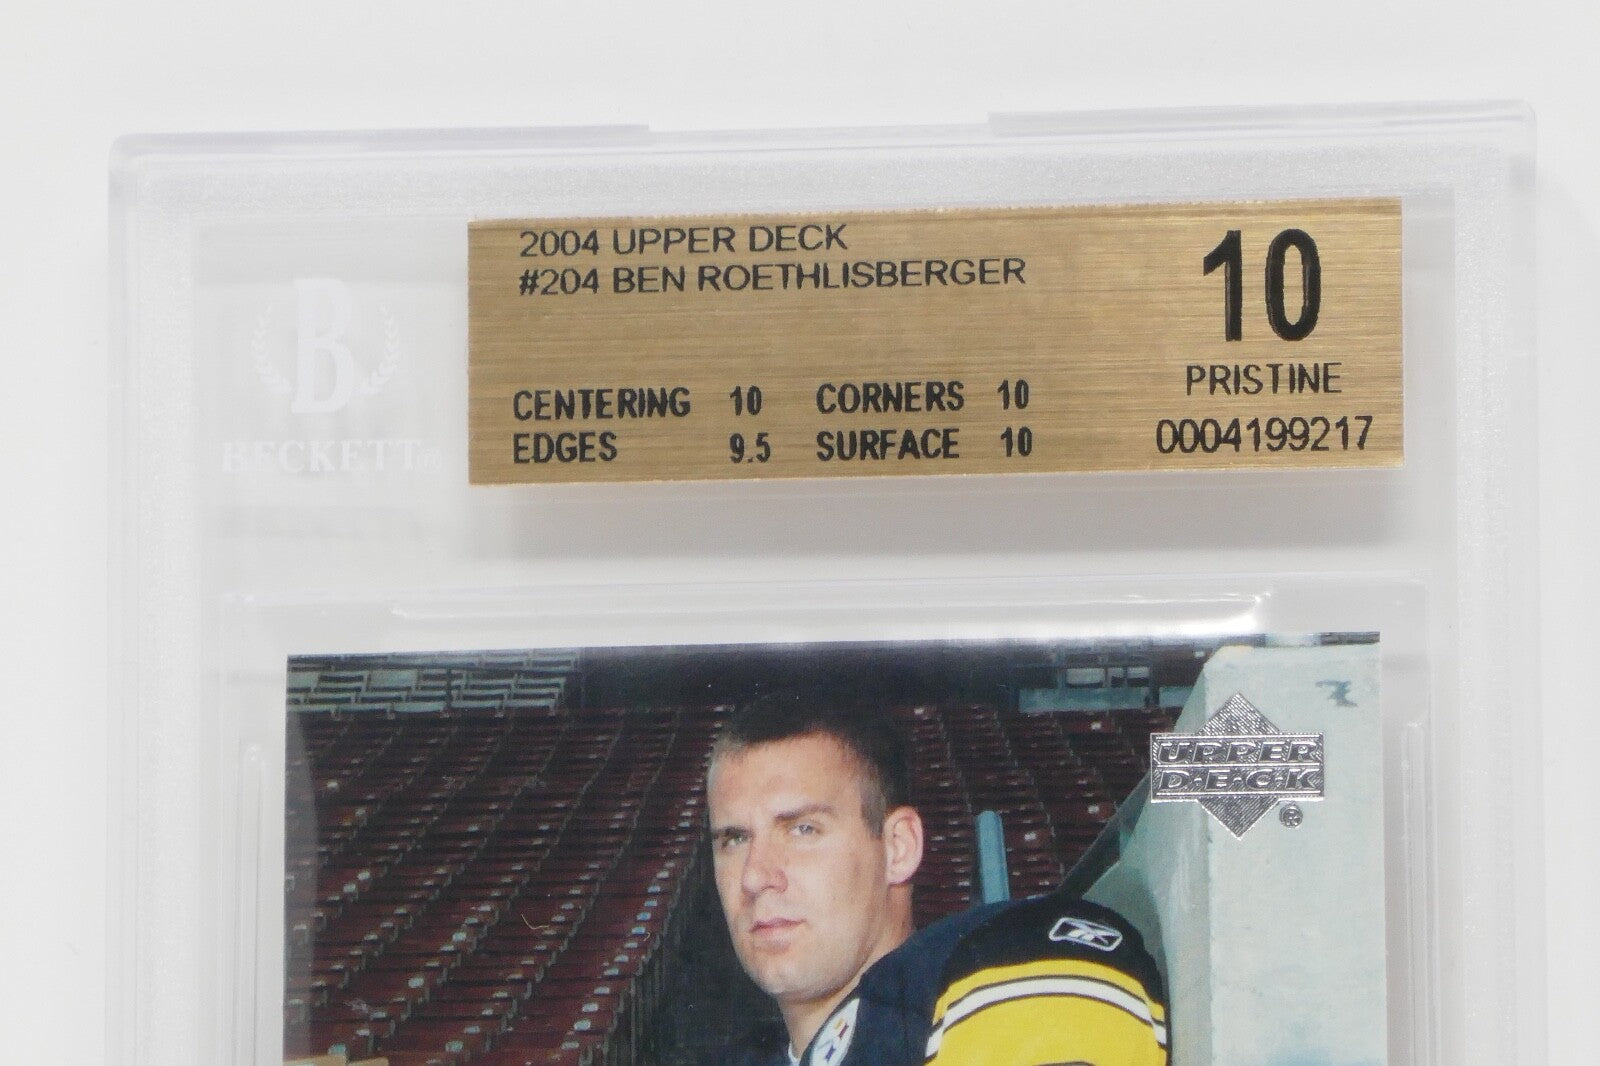 2004 UPPER DECK
#204 BEN ROETHLISBERGER
10
PRISTINE
0004199217
CENTERING 10 CORNERS 10
EDGES 9.5 SURFACE 10
B
BECKETT®
UPPER
DECK
®